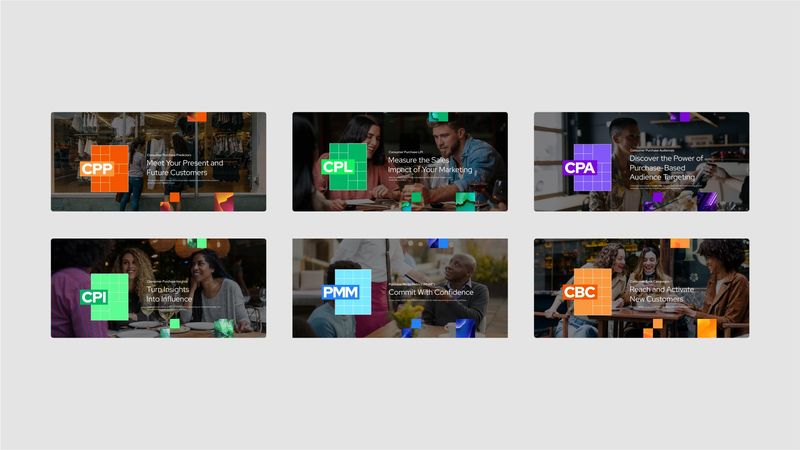 CPP
Consumer Purchase Predictors
Meet Your Present and
Future Customers
CPL
Consumer Purchase Lift
Measure the Sales
Impact of Your Marketing
CPA
Consumer Purchase Audiences
Discover the Power of
Purchase-Based
Audience Targeting
CPI
Consumer Purchase Insights
Turn Insights
Into Influence
PMM
Commit With Confidence
CBC
Reach and Activate
New Customers